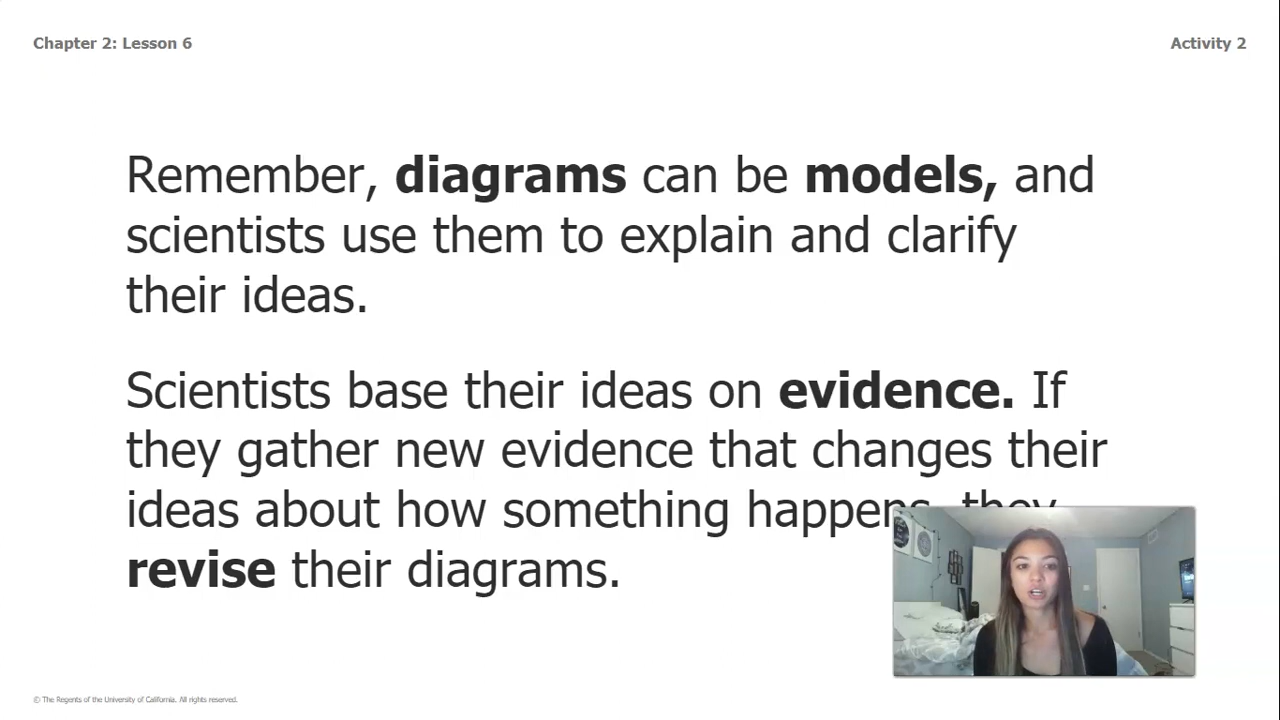 Chapter 2: Lesson 6
Activity 2
Remember, diagrams can be models, and
scientists use them to explain and clarify
their ideas.
Scientists base their ideas on evidence. If
they gather new evidence that changes their
ideas about how something happens, they
revise their diagrams.
© The Regents of the University of California. All rights reserved.